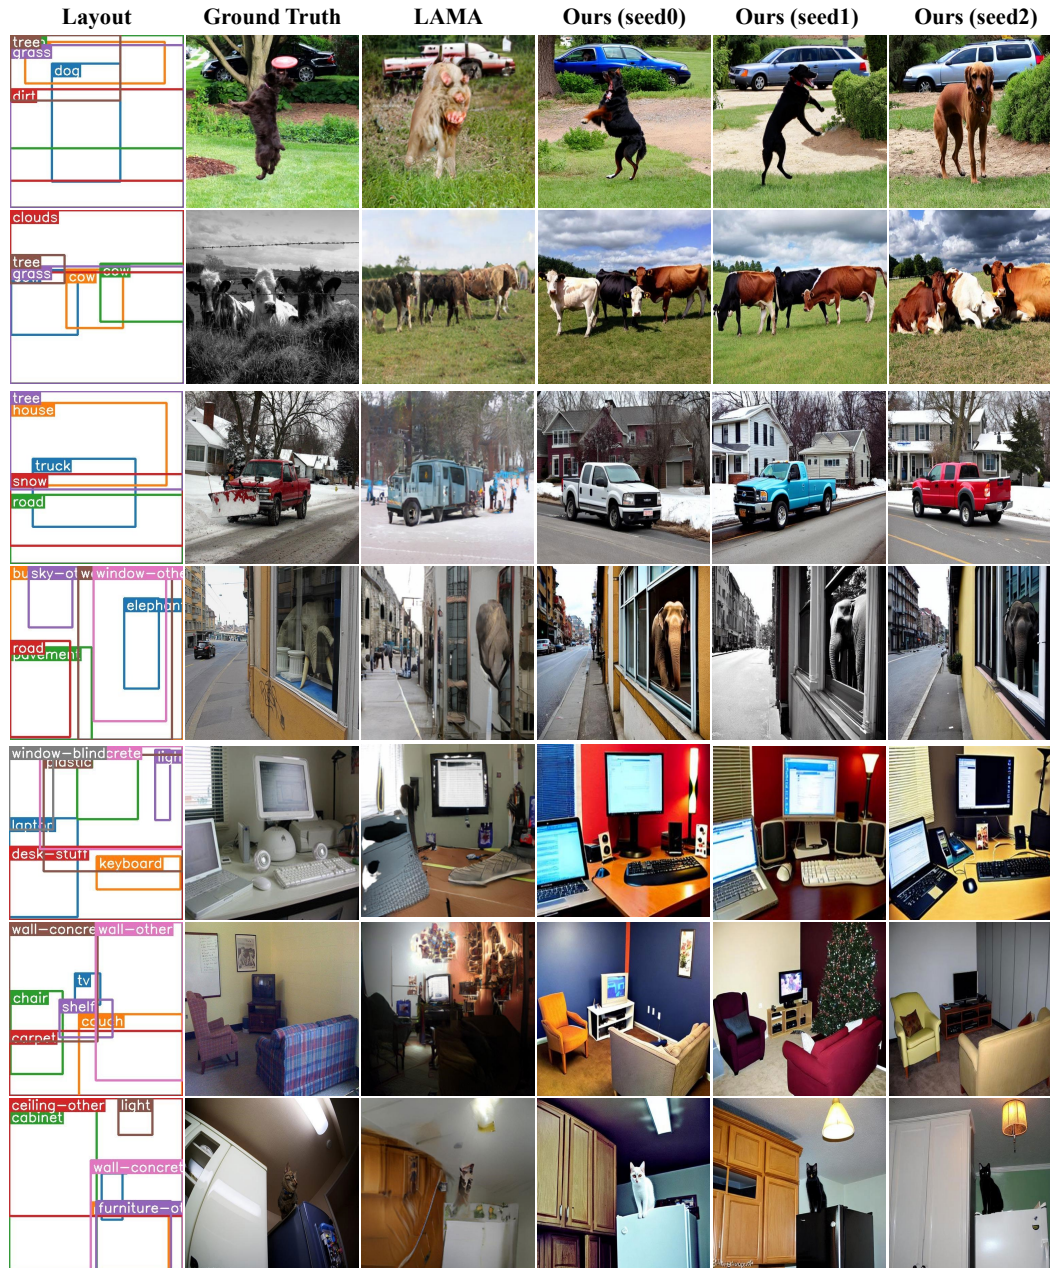 Layout Ground Truth LAMA Ours (seed0) Ours (seed1) Ours (seed2)
tree
grass
dog
dirt
clouds
tree
grass cow cow
tree
house
truck
snow
road
window-othe
elephan
road
pavement
window-blind crete
plastic
laptop
desk-stuff
keyboard
wall-concre wall-other
tv
chair
shelf
couch
carpet
ceiling-other light
cabinet
wall-concret
furniture-ot